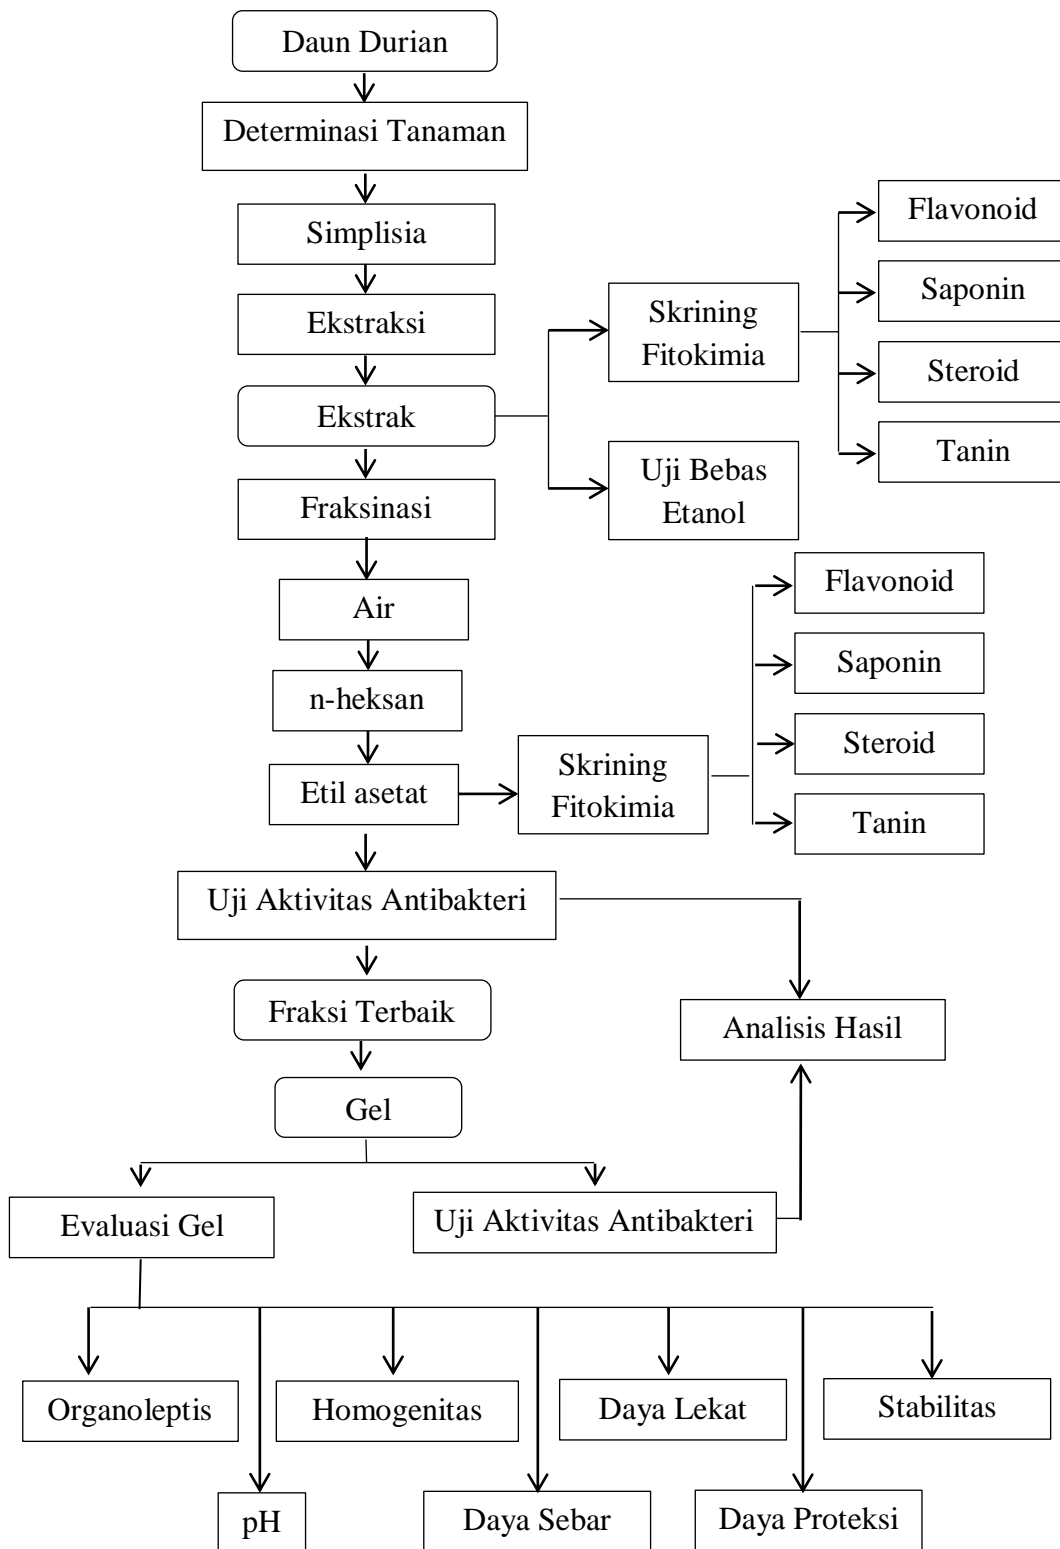 Daun Durian
Determinasi Tanaman
Simplisia
Ekstraksi
Ekstrak
Skrining
Fitokimia
Flavonoid
Saponin
Steroid
Tanin
Uji Bebas
Etanol
Fraksinasi
Air
n-heksan
Etil asetat
Skrining
Fitokimia
Flavonoid
Saponin
Steroid
Tanin
Uji Aktivitas Antibakteri
Fraksi Terbaik
Analisis Hasil
Gel
Evaluasi Gel
Uji Aktivitas Antibakteri
Organoleptis
Homogenitas
Daya Lekat
Stabilitas
pH
Daya Sebar
Daya Proteksi